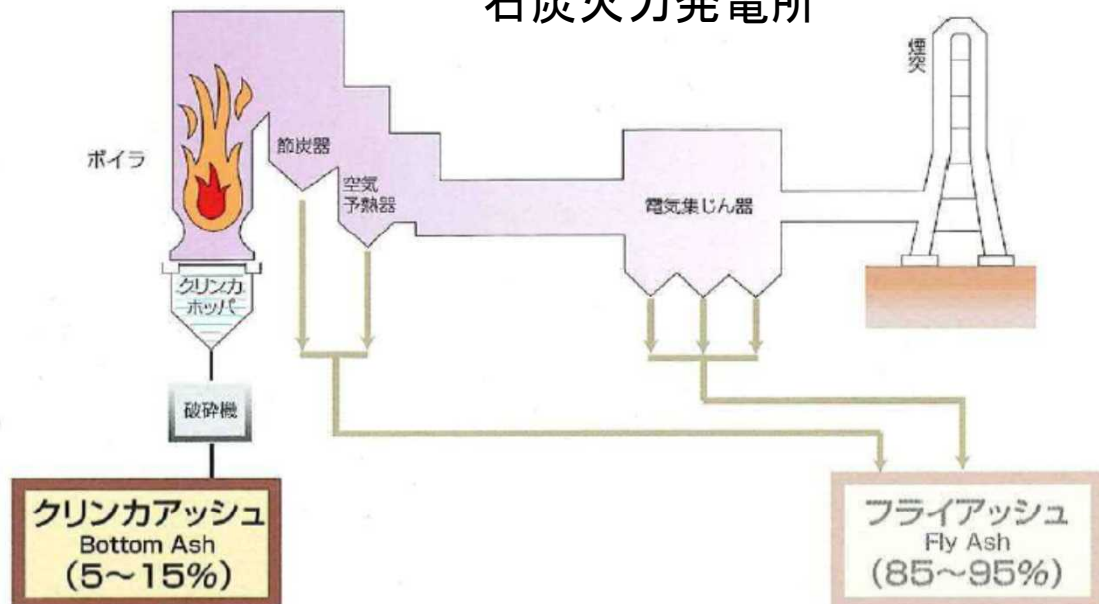 石炭火力発電所
煙突
ボイラ
節炭器
空気
予熱器
電気集じん器
クリンカ
ホッパ
破砕機
クリンカアッシュ
Bottom Ash
(5～15%)
フライアッシュ
Fly Ash
(85～95%)